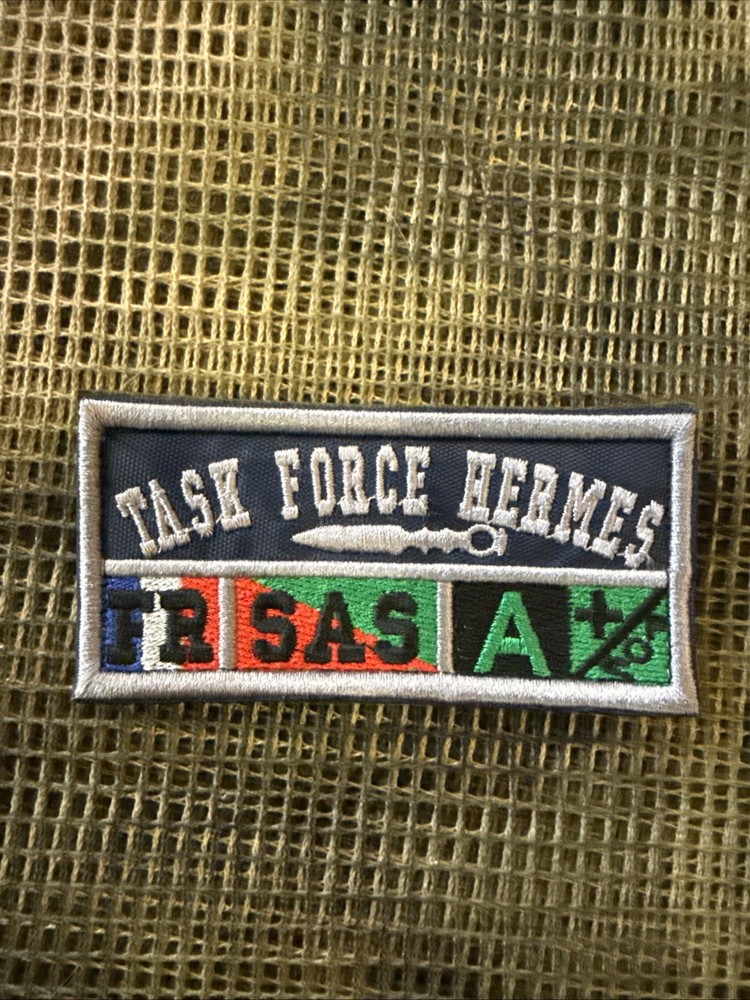 TASK FORCE HERMES
FR SAS A +